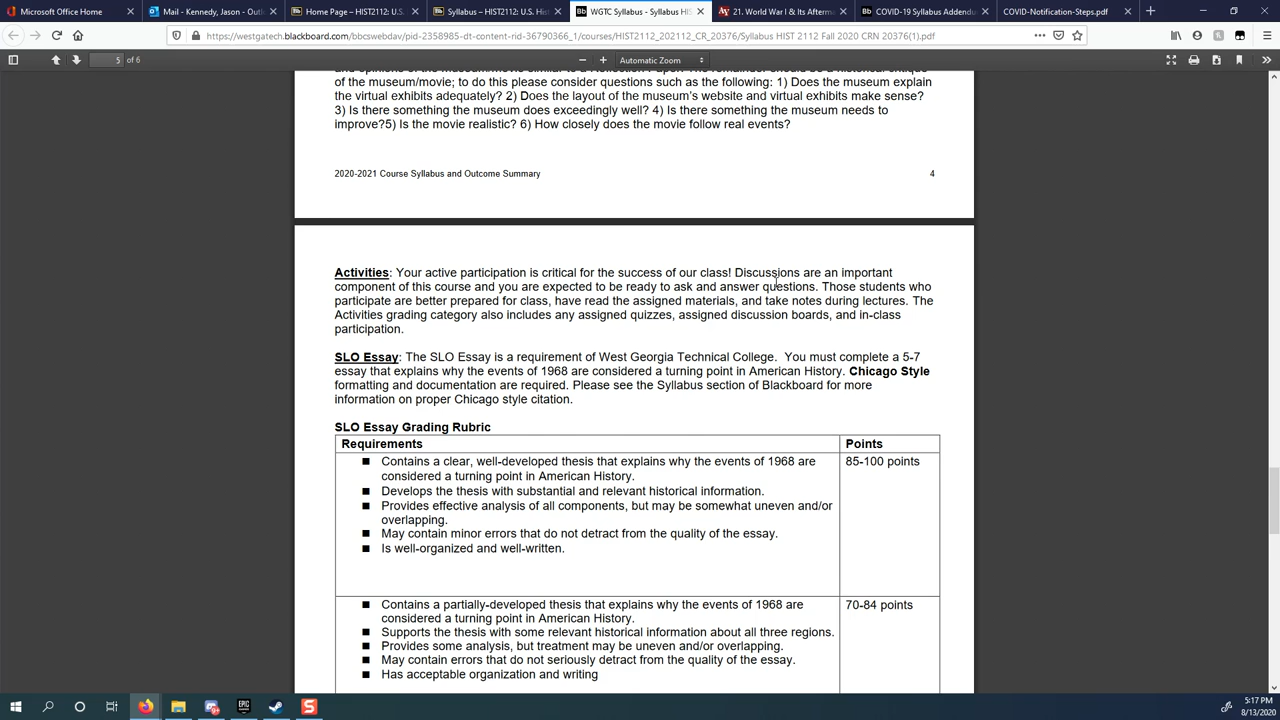 Microsoft Office Home
Mail - Kennedy, Jason - Outl
Home Page – HIST2112: U.S.
Syllabus – HIST2112: U.S. Hist
WGTC Syllabus - Syllabus HIS
21. World War I & Its Afterma
COVID-19 Syllabus Addendu
COVID-Notification-Steps.pdf
https://westgatech.blackboard.com/bbcswebdav/pid-2358985-dt-content-rid-36790366_1/courses/HIST2112_202112_CR_20376/Syllabus HIST 2112 Fall 2020 CRN 20376(1).pdf
5 of 6
Automatic Zoom
of the museum/movie; to do this please consider questions such as the following: 1) Does the museum explain
the virtual exhibits adequately? 2) Does the layout of the museum's website and virtual exhibits make sense?
3) Is there something the museum does exceedingly well? 4) Is there something the museum needs to
improve?5) Is the movie realistic? 6) How closely does the movie follow real events?
2020-2021 Course Syllabus and Outcome Summary 4
Activities: Your active participation is critical for the success of our class! Discussions are an important
component of this course and you are expected to be ready to ask and answer questions. Those students who
participate are better prepared for class, have read the assigned materials, and take notes during lectures. The
Activities grading category also includes any assigned quizzes, assigned discussion boards, and in-class
participation.
SLO Essay: The SLO Essay is a requirement of West Georgia Technical College. You must complete a 5-7
essay that explains why the events of 1968 are considered a turning point in American History. Chicago Style
formatting and documentation are required. Please see the Syllabus section of Blackboard for more
information on proper Chicago style citation.
SLO Essay Grading Rubric
Requirements Points
■ Contains a clear, well-developed thesis that explains why the events of 1968 are 85-100 points
considered a turning point in American History.
■ Develops the thesis with substantial and relevant historical information.
■ Provides effective analysis of all components, but may be somewhat uneven and/or
overlapping.
■ May contain minor errors that do not detract from the quality of the essay.
■ Is well-organized and well-written.
■ Contains a partially-developed thesis that explains why the events of 1968 are 70-84 points
considered a turning point in American History.
■ Supports the thesis with some relevant historical information about all three regions.
■ Provides some analysis, but treatment may be uneven and/or overlapping.
■ May contain errors that do not seriously detract from the quality of the essay.
■ Has acceptable organization and writing
5:17 PM
8/13/2020